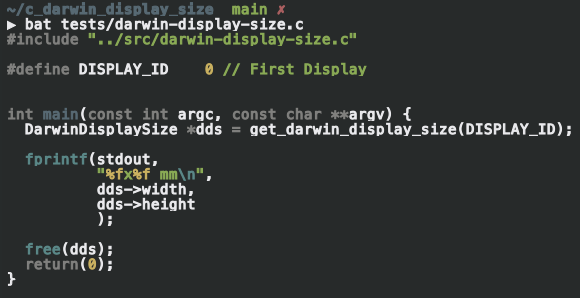 ~/c_darwin_display_size main ✗
▶ bat tests/darwin-display-size.c
#include "../src/darwin-display-size.c"
#define DISPLAY_ID 0 // First Display
int main(const int argc, const char **argv) {
DarwinDisplaySize *dds = get_darwin_display_size(DISPLAY_ID);
fprintf(stdout,
"%fx%f mm\n",
dds->width,
dds->height
);
free(dds);
return(0);
}